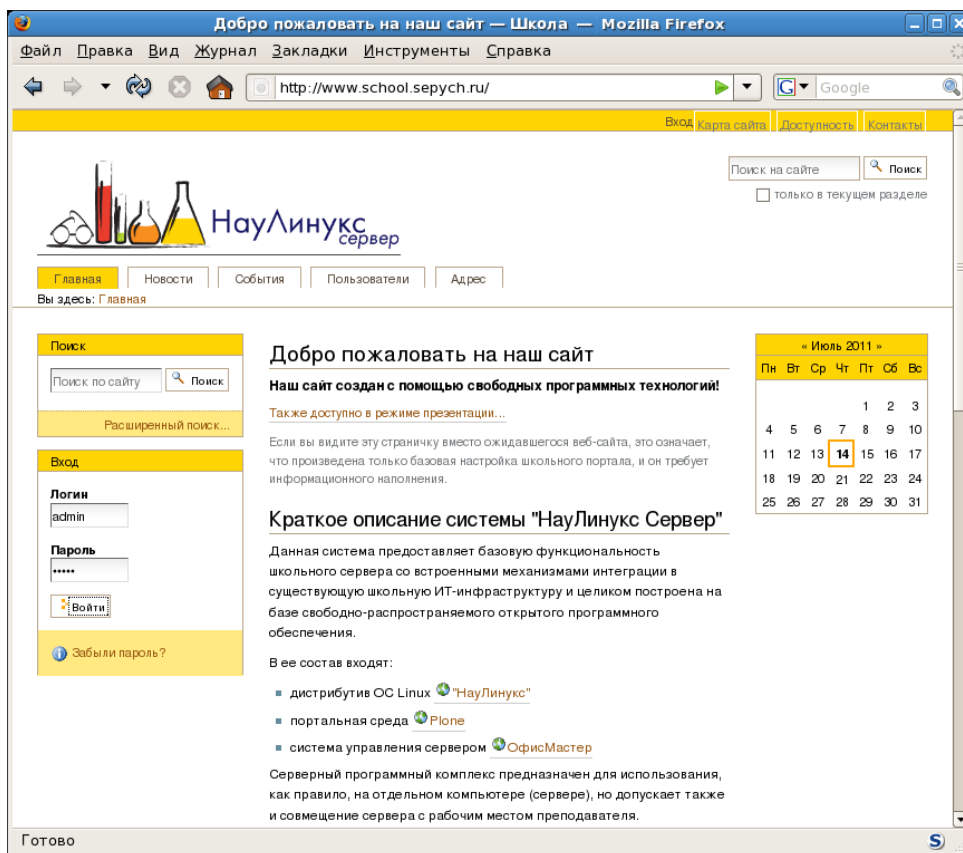 Добро пожаловать на наш сайт — Школа — Mozilla Firefox
Файл Правка Вид Журнал Закладки Инструменты Справка
http://www.school.sepych.ru/
G Google
Вход Карта сайта Доступность Контакты
Поиск на сайте Поиск
только в текущем разделе
НауЛинукс
сервер
Главная Новости События Пользователи Адрес
Вы здесь: Главная
Поиск
Поиск по сайту Поиск
Расширенный поиск...
Вход
Логин
admin
Пароль
•••••
Войти
Забыли пароль?
Добро пожаловать на наш сайт
Наш сайт создан с помощью свободных программных технологий!
Также доступно в режиме презентации...
Если вы видите эту страничку вместо ожидавшегося веб-сайта, это означает,
что произведена только базовая настройка школьного портала, и он требует
информационного наполнения.
Краткое описание системы "НауЛинукс Сервер"
Данная система предоставляет базовую функциональность
школьного сервера со встроенными механизмами интеграции в
существующую школьную ИТ-инфраструктуру и целиком построена на
базе свободно-распространяемого открытого программного
обеспечения.
В ее состав входят:
дистрибутив ОС Linux "НауЛинукс"
портальная среда Plone
система управления сервером ОфисМастер
Серверный программный комплекс предназначен для использования,
как правило, на отдельном компьютере (сервере), но допускает также
и совмещение сервера с рабочим местом преподавателя.
« Июль 2011 »
Пн Вт Ср Чт Пт Сб Вс
1 2 3
4 5 6 7 8 9 10
11 12 13 14 15 16 17
18 19 20 21 22 23 24
25 26 27 28 29 30 31
Готово
S